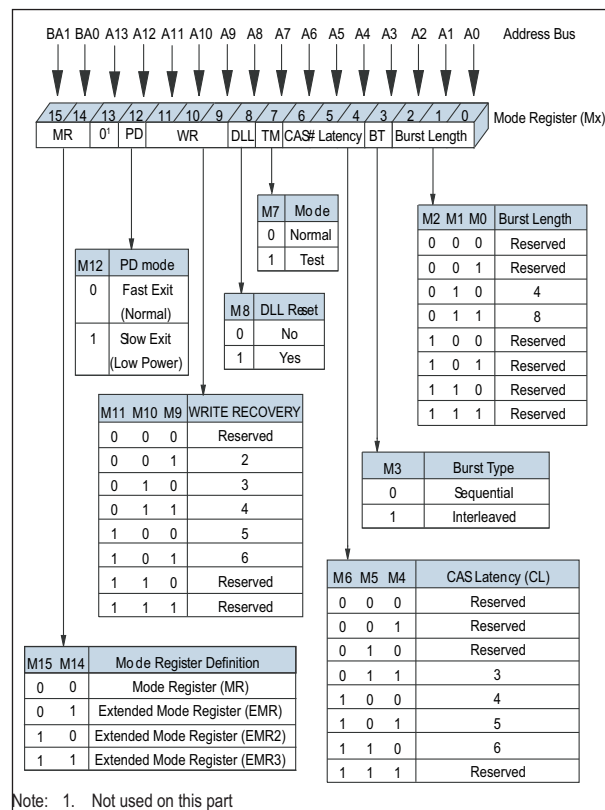 BA1 BA0 A13 A12 A11 A10 A9 A8 A7 A6 A5 A4 A3 A2 A1 A0 Address Bus
15 14 13 12 11 10 9 8 7 6 5 4 3 2 1 0 Mode Register (Mx)
MR 0¹ PD WR DLL TM CAS# Latency BT Burst Length
M7 Mode
0 Normal
1 Test
M2 M1 M0 Burst Length
0 0 0 Reserved
0 0 1 Reserved
0 1 0 4
0 1 1 8
1 0 0 Reserved
1 0 1 Reserved
1 1 0 Reserved
1 1 1 Reserved
M12 PD mode
0 Fast Exit
(Normal)
1 Slow Exit
(Low Power)
M8 DLL Reset
0 No
1 Yes
M11 M10 M9 WRITE RECOVERY
0 0 0 Reserved
0 0 1 2
0 1 0 3
0 1 1 4
1 0 0 5
1 0 1 6
1 1 0 Reserved
1 1 1 Reserved
M3 Burst Type
0 Sequential
1 Interleaved
M6 M5 M4 CAS Latency (CL)
0 0 0 Reserved
0 0 1 Reserved
0 1 0 Reserved
0 1 1 3
1 0 0 4
1 0 1 5
1 1 0 6
1 1 1 Reserved
M15 M14 Mode Register Definition
0 0 Mode Register (MR)
0 1 Extended Mode Register (EMR)
1 0 Extended Mode Register (EMR2)
1 1 Extended Mode Register (EMR3)
Note: 1. Not used on this part